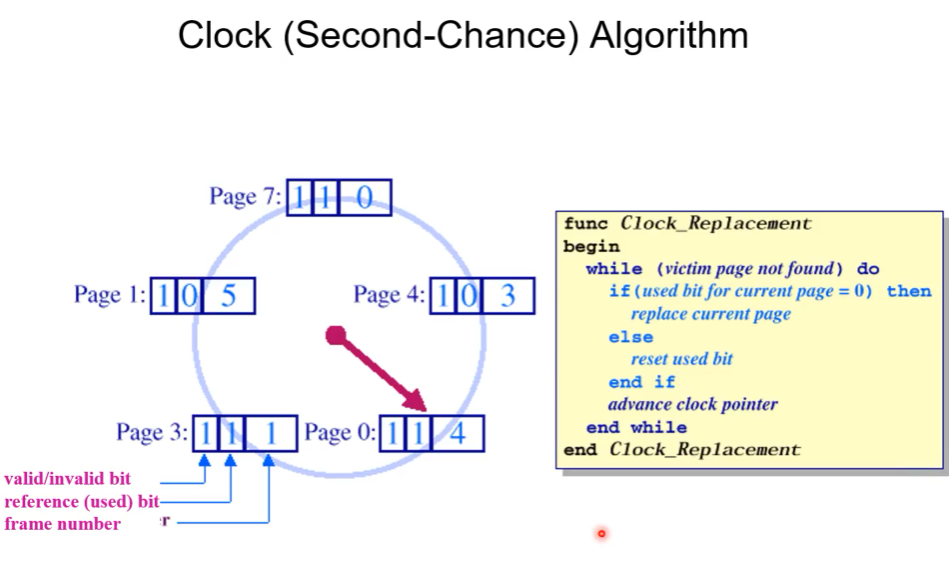 Clock (Second-Chance) Algorithm
Page 7: 1 1 0
Page 1: 1 0 5
Page 4: 1 0 3
Page 3: 1 1 1
Page 0: 1 1 4
valid/invalid bit
reference (used) bit
frame number r
func Clock_Replacement
begin
while (victim page not found) do
if(used bit for current page = 0) then
replace current page
else
reset used bit
end if
advance clock pointer
end while
end Clock_Replacement